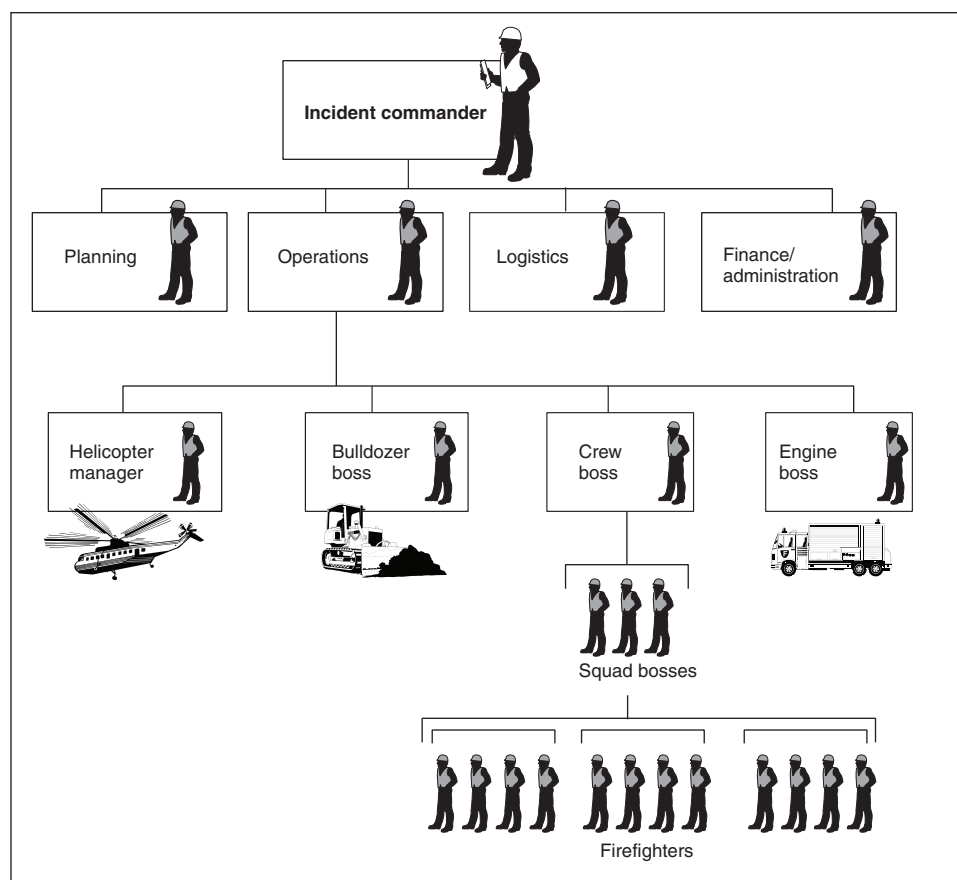 Incident commander
Planning
Operations
Logistics
Finance/
administration
Helicopter
manager
Bulldozer
boss
Crew
boss
Engine
boss
Squad bosses
Firefighters